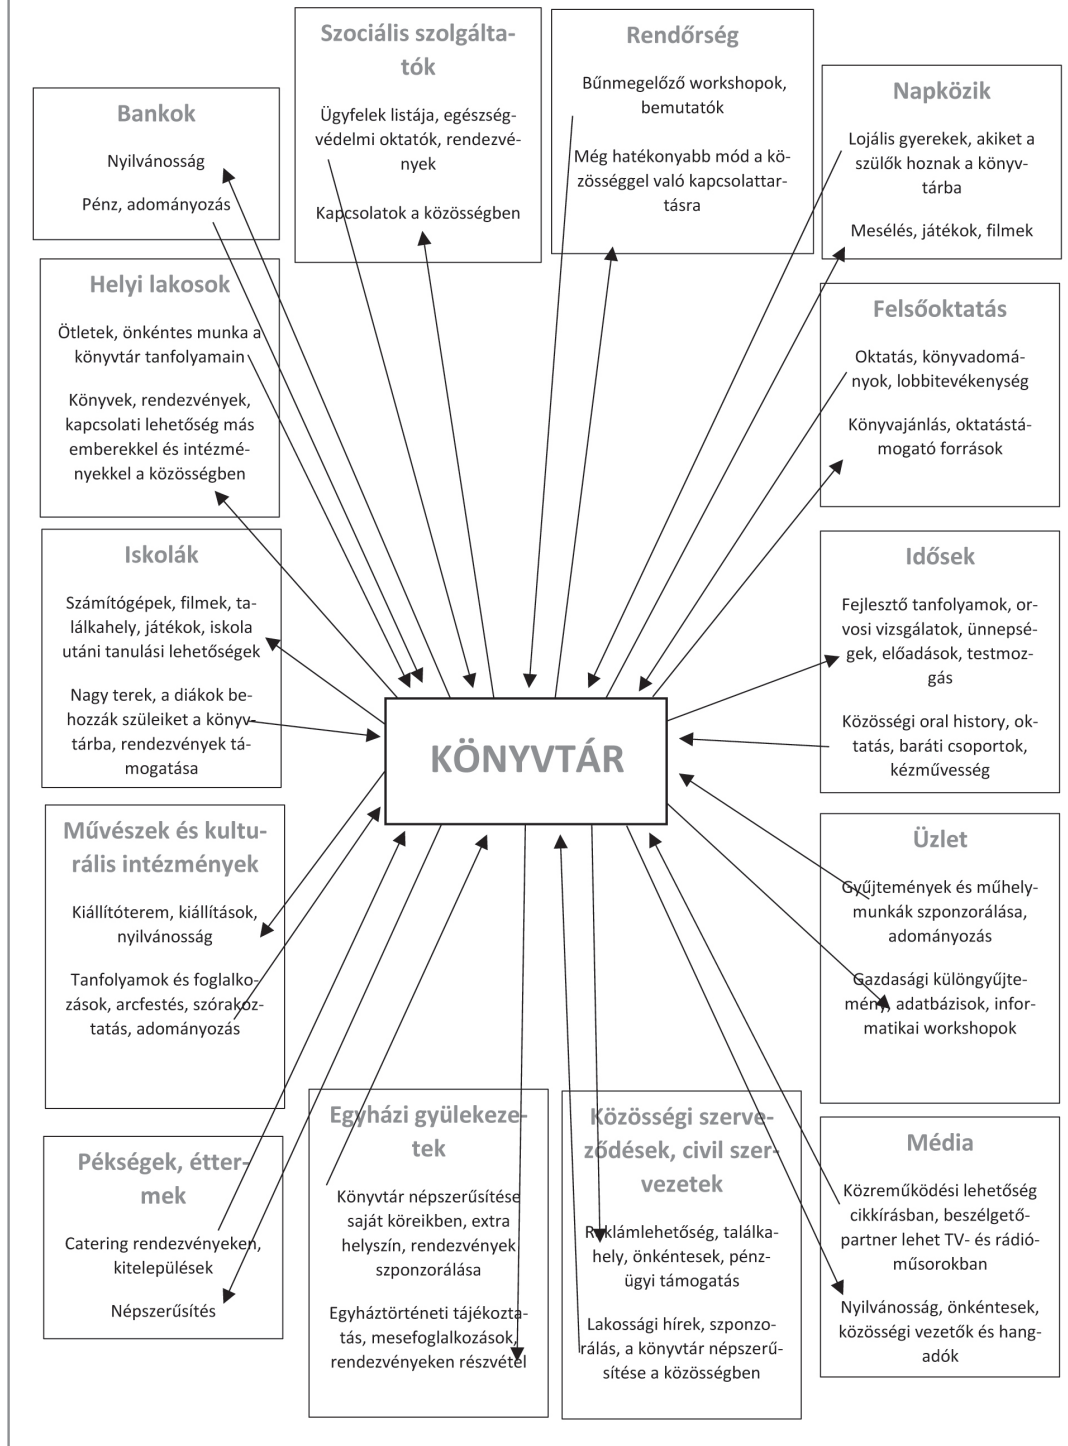 Szociális szolgálta-
tók
Ügyfelek listája, egészség-
védelmi oktatók, rendezvé-
nyek
Kapcsolatok a közösségben
Rendőrség
Bűnmegelőző workshopok,
bemutatók
Még hatékonyabb mód a kö-
zösséggel való kapcsolattar-
tásra
Napközik
Lojális gyerekek, akiket a
szülők hoznak a könyv-
tárba
Mesélés, játékok, filmek
Bankok
Nyilvánosság
Pénz, adományozás
Helyi lakosok
Ötletek, önkéntes munka a
könyvtár tanfolyamain
Könyvek, rendezvények,
kapcsolati lehetőség más
emberekkel és intézmé-
nyekkel a közösségben
Felsőoktatás
Oktatás, könyvadomá-
nyok, lobbitevékenység
Könyvajánlás, oktatástá-
mogató források
Iskolák
Számítógépek, filmek, ta-
lálkahely, játékok, iskola
utáni tanulási lehetőségek
Nagy terek, a diákok be-
hozzák szüleiket a könyv-
tárba, rendezvények tá-
mogatása
Idősek
Fejlesztő tanfolyamok, or-
vosi vizsgálatok, ünnepsé-
gek, előadások, testmoz-
gás
Közösségi oral history, ok-
tatás, baráti csoportok,
kézművesség
KÖNYVTÁR
Művészek és kultu-
rális intézmények
Kiállítóterem, kiállítások,
nyilvánosság
Tanfolyamok és foglalko-
zások, arcfestés, szórakoz-
tatás, adományozás
Üzlet
Gyűjtemények és műhely-
munkák szponzorálása,
adományozás
Gazdasági különgyűjte-
mény, adatbázisok, infor-
matikai workshopok
Pékségek, étter-
mek
Catering rendezvényeken,
kitelepülések
Népszerűsítés
Egyházi gyülekeze-
tek
Könyvtár népszerűsítése
saját köreikben, extra
helyszín, rendezvények
szponzorálása
Egyháztörténeti tájékozta-
tás, mesefoglalkozások,
rendezvényeken részvétel
Közösségi szerve-
ződések, civil szer-
vezetek
Reklámlehetőség, találka-
hely, önkéntesek, pénz-
ügyi támogatás
Lakossági hírek, szponzo-
rálás, a könyvtár népszerű-
sítése a közösségben
Média
Közreműködési lehetőség
cikkírásban, beszélgető-
partner lehet TV- és rádió-
műsorokban
Nyilvánosság, önkéntesek,
közösségi vezetők és hang-
adók